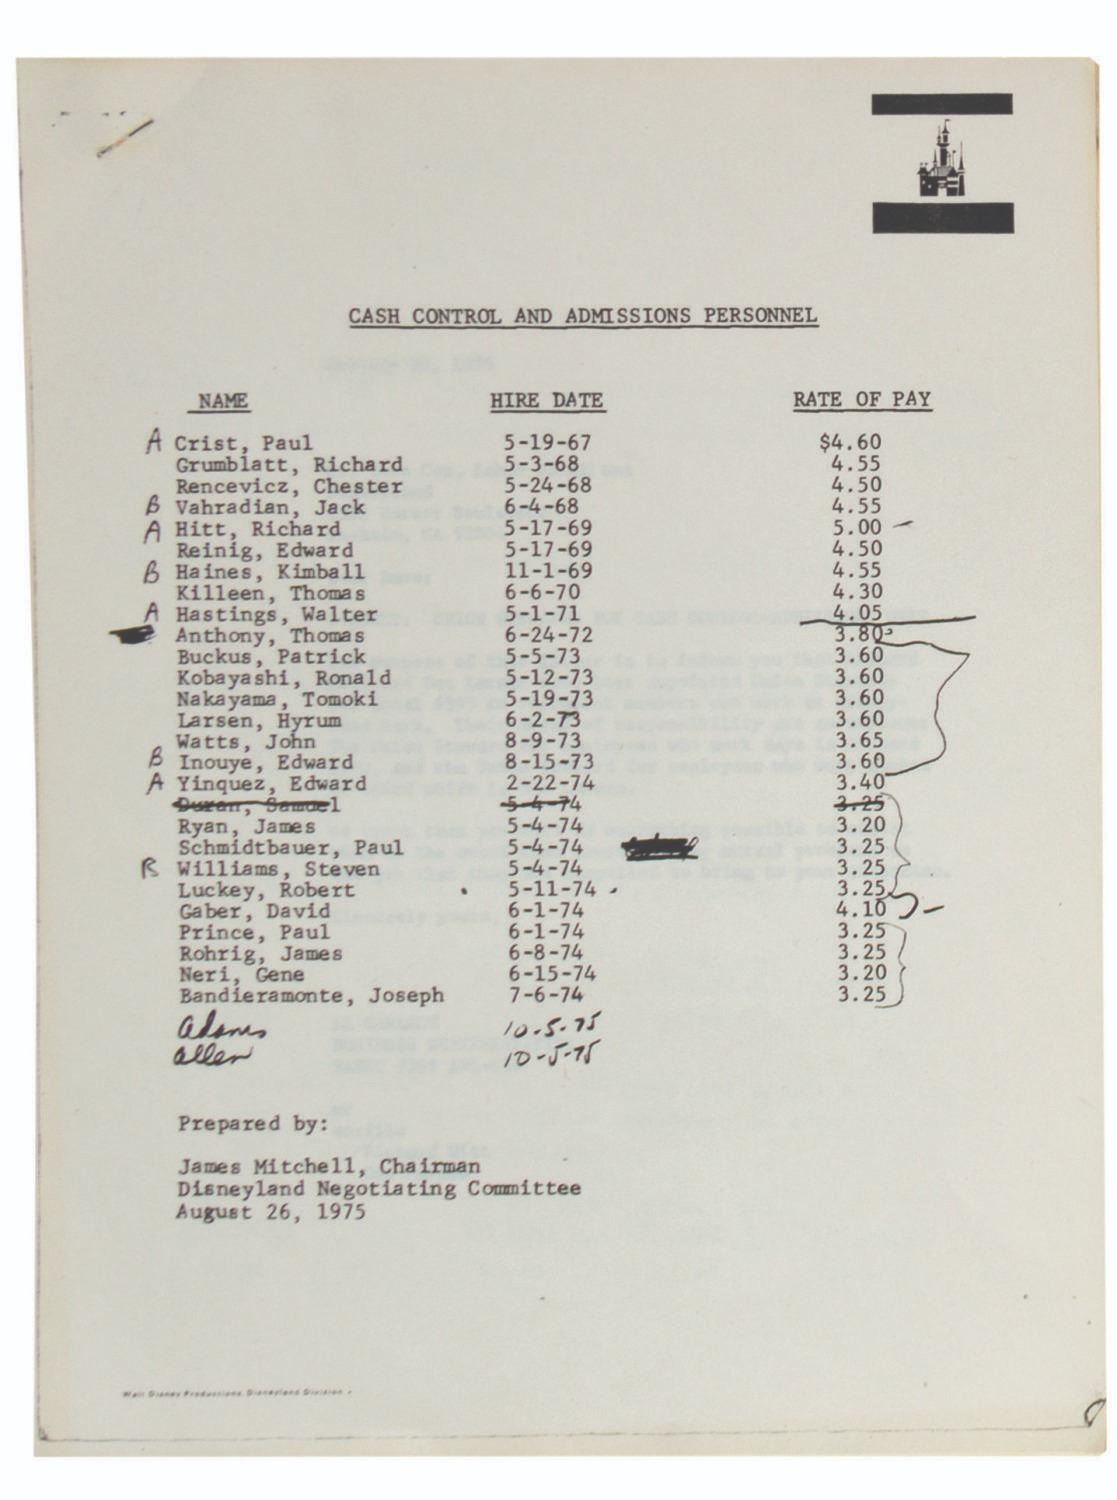 CASH CONTROL AND ADMISSIONS PERSONNEL
NAME HIRE DATE RATE OF PAY
A Crist, Paul 5-19-67 $4.60
Grumblatt, Richard 5-3-68 4.55
Rencevicz, Chester 5-24-68 4.50
B Vahradian, Jack 6-4-68 4.55
A Hitt, Richard 5-17-69 5.00
Reinig, Edward 5-17-69 4.50
B Haines, Kimball 11-1-69 4.55
Killeen, Thomas 6-6-70 4.30
A Hastings, Walter 5-1-71 4.05
Anthony, Thomas 6-24-72 3.80
Buckus, Patrick 5-5-73 3.60
Kobayashi, Ronald 5-12-73 3.60
Nakayama, Tomoki 5-19-73 3.60
Larsen, Hyrum 6-2-73 3.60
Watts, John 8-9-73 3.65
B Inouye, Edward 8-15-73 3.60
A Yinquez, Edward 2-22-74 3.40
Duran, Samuel 5-4-74 3.25
Ryan, James 5-4-74 3.20
Schmidtbauer, Paul 5-4-74 3.25
B Williams, Steven 5-4-74 3.25
Luckey, Robert 5-11-74 3.25
Gaber, David 6-1-74 4.10
Prince, Paul 6-1-74 3.25
Rohrig, James 6-8-74 3.25
Neri, Gene 6-15-74 3.20
Bandieramonte, Joseph 7-6-74 3.25
Adams 10-5-75
Allen 10-5-75
Prepared by:
James Mitchell, Chairman
Disneyland Negotiating Committee
August 26, 1975
Walt Disney Productions, Disneyland Division